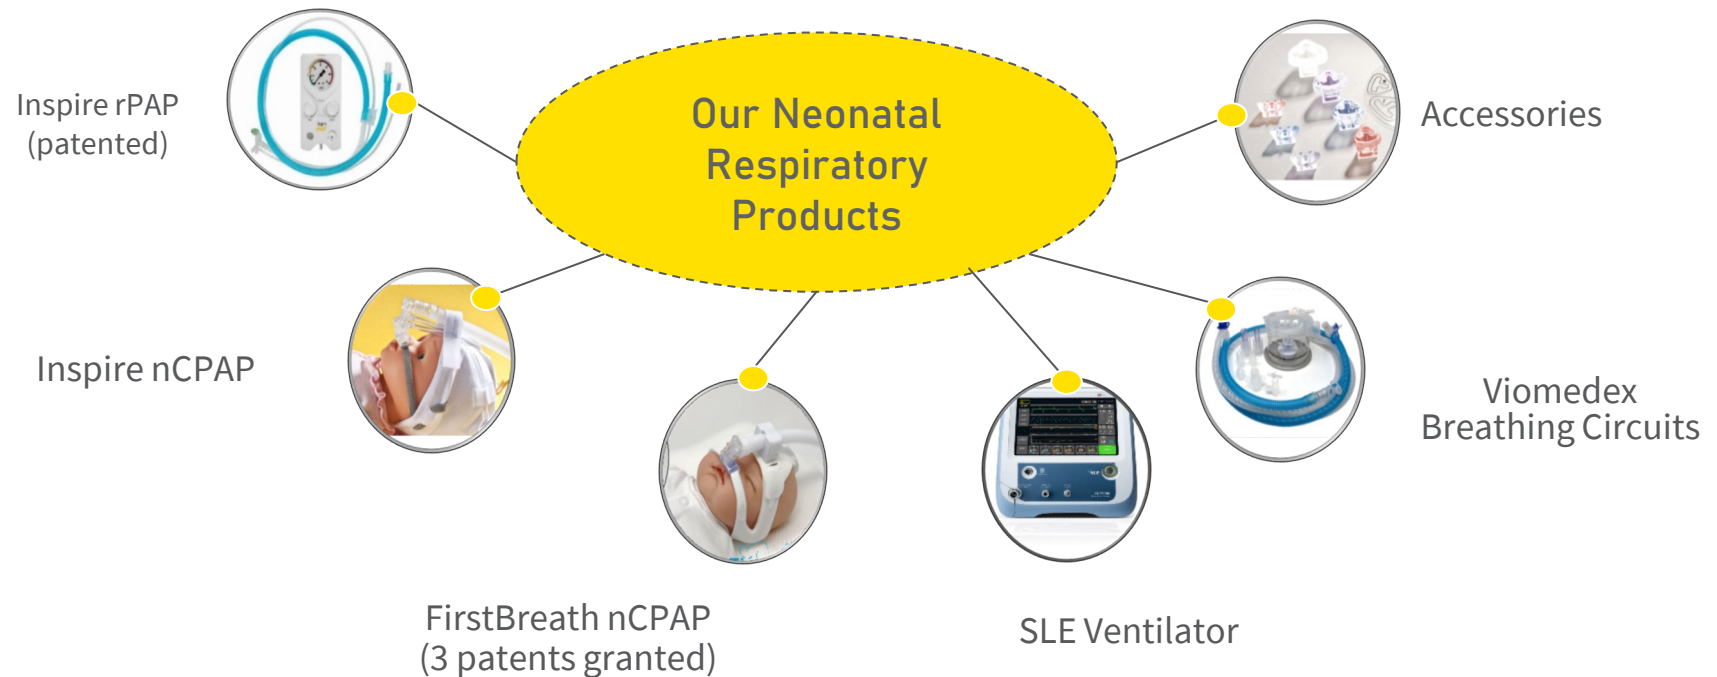 Our Neonatal
Respiratory
Products
Inspire rPAP
(patented)
Accessories
Inspire nCPAP
Viomedex
Breathing Circuits
FirstBreath nCPAP
(3 patents granted)
SLE Ventilator